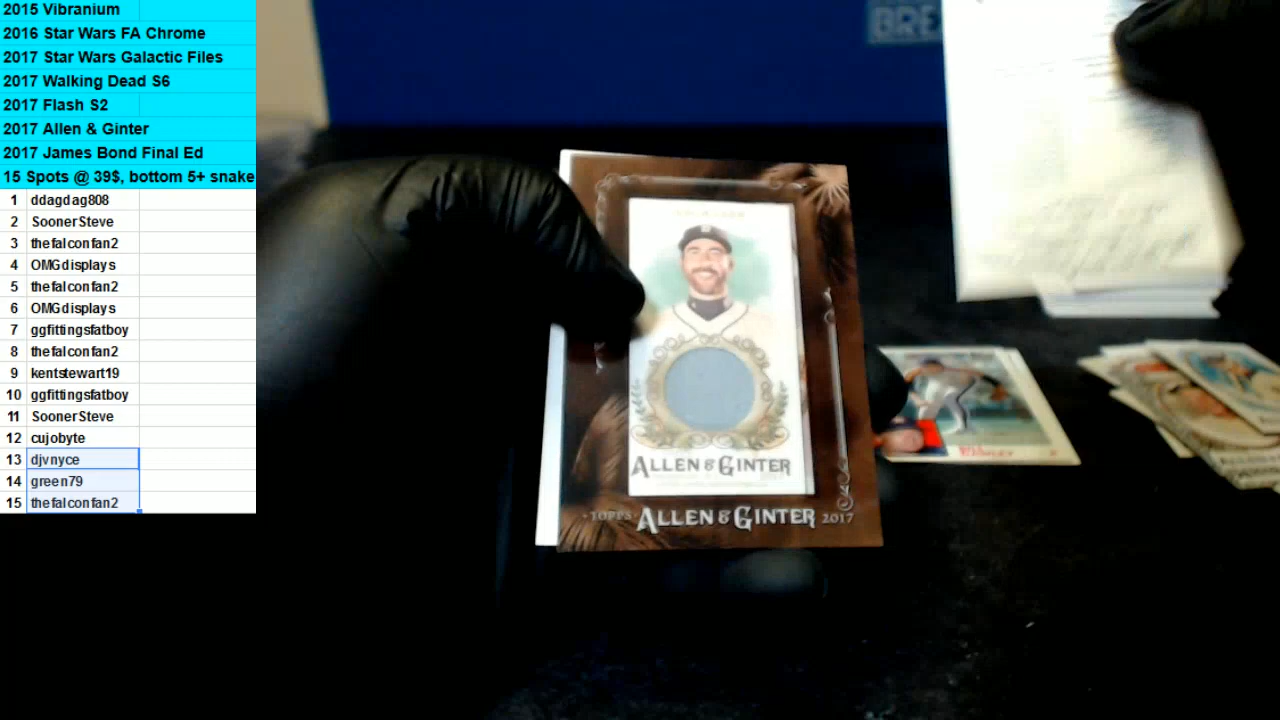 2015 Vibranium
2016 Star Wars FA Chrome
2017 Star Wars Galactic Files
2017 Walking Dead S6
2017 Flash S2
2017 Allen & Ginter
2017 James Bond Final Ed
15 Spots @ 39$, bottom 5+ snake
1 ddagdag808
2 SoonerSteve
3 thefalconfan2
4 OMGdisplays
5 thefalconfan2
6 OMGdisplays
7 ggfittingsfatboy
8 thefalconfan2
9 kentstewart19
10 ggfittingsfatboy
11 SoonerSteve
12 cujobyte
13 djvnyce
14 green79
15 thefalconfan2
BRE
ALLEN & GINTER
·TOPPS· ALLEN & GINTER 2017